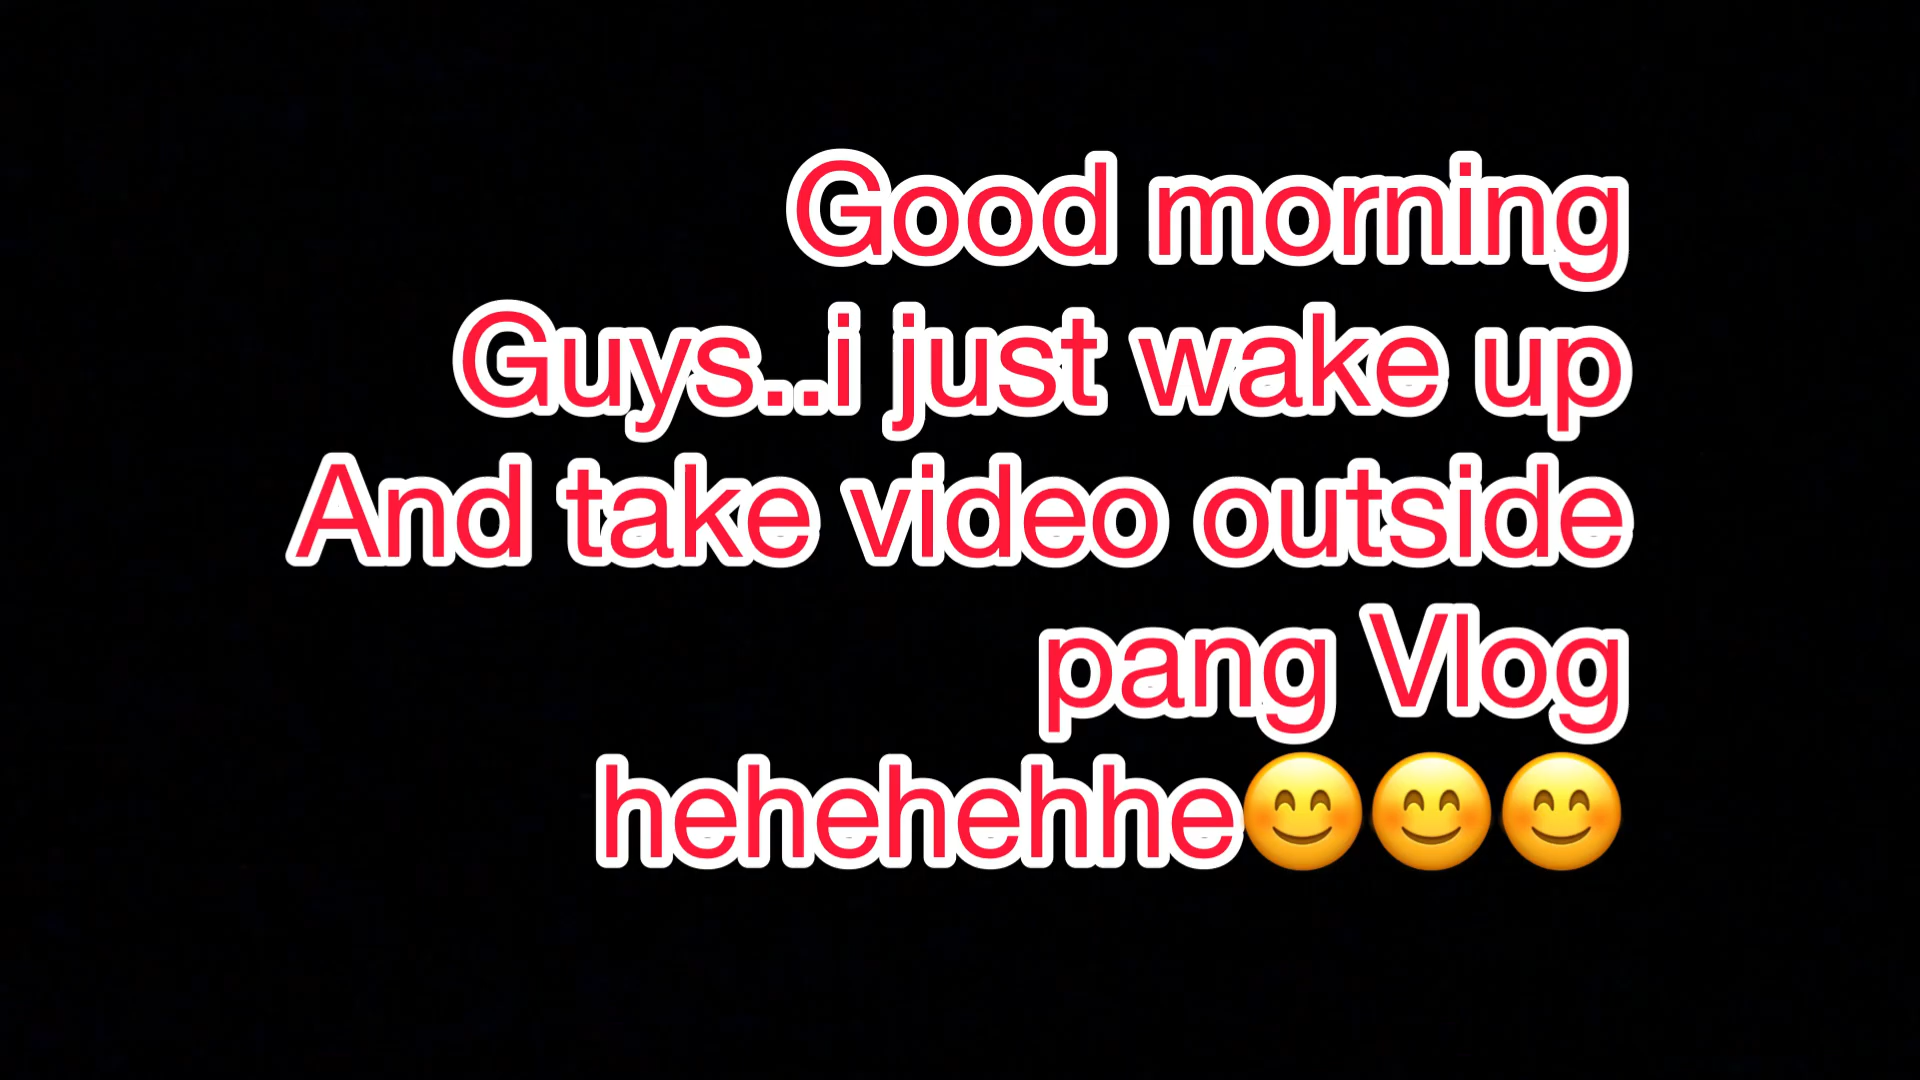 Good morning
Guys..i just wake up
And take video outside
pang Vlog
hehehehhe😊😊😊